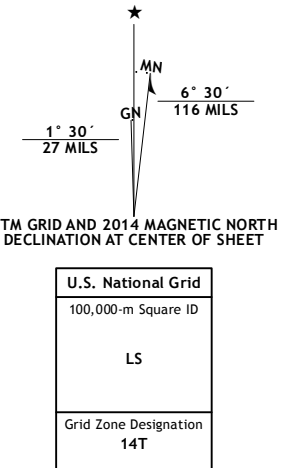 MN
GN
6° 30´
116 MILS
1° 30´
27 MILS
TM GRID AND 2014 MAGNETIC NORTH
DECLINATION AT CENTER OF SHEET
U.S. National Grid
100,000-m Square ID
LS
Grid Zone Designation
14T